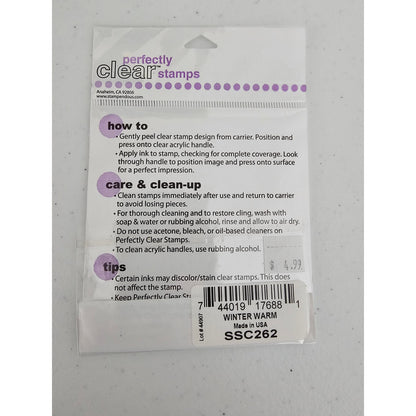 perfectly
clear™ stamps
Anaheim, CA 92806
www.stampendous.com
how to
• Gently peel clear stamp design from carrier. Position and
press onto clear acrylic handle.
• Apply ink to stamp, checking for complete coverage. Look
through handle to position image and press onto surface
for a perfect impression.
care & clean-up
• Clean stamps immediately after use and return to carrier
to avoid losing pieces.
• For thorough cleaning and to restore cling, wash with
soap & water or rubbing alcohol, rinse and allow to air dry.
• Do not use acetone, bleach, or oil-based cleaners on
Perfectly Clear Stamps.
• To clean acrylic handles, use rubbing alcohol.
$ 4.99
tips
• Certain inks may discolor/stain clear stamps. This does
not affect the stamp.
• Keep Perfectly Clear Stam
Lot # 44907
7 44019 17688 1
WINTER WARM
Made in USA
SSC262